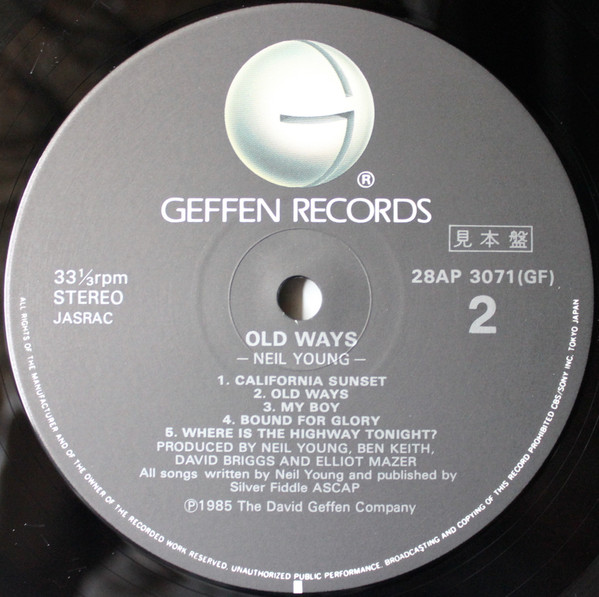 G
®
GEFFEN RECORDS
見本盤
33⅓rpm
STEREO
JASRAC
28AP 3071(GF)
2
OLD WAYS
— NEIL YOUNG —
1. CALIFORNIA SUNSET
2. OLD WAYS
3. MY BOY
4. BOUND FOR GLORY
5. WHERE IS THE HIGHWAY TONIGHT?
PRODUCED BY NEIL YOUNG, BEN KEITH,
DAVID BRIGGS AND ELLIOT MAZER
All songs written by Neil Young and published by
Silver Fiddle ASCAP
Ⓟ1985 The David Geffen Company
ALL RIGHTS OF THE MANUFACTURER AND OF THE OWNER OF THE RECORDED WORK RESERVED. UNAUTHORIZED PUBLIC PERFORMANCE. BROADCASTING AND COPYING OF THIS RECORD PROHIBITED CBS/SONY INC. TOKYO JAPAN